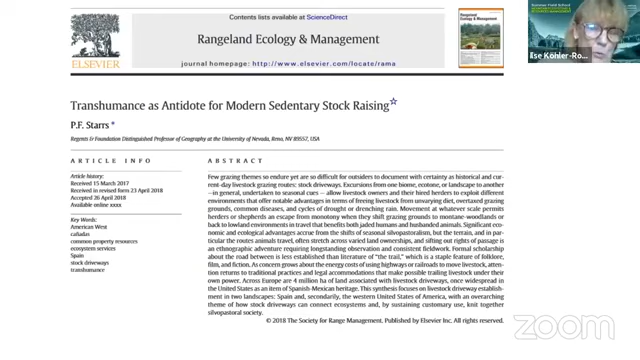 Contents lists available at ScienceDirect
Rangeland Ecology & Management
journal homepage: http://www.elsevier.com/locate/rama
ELSEVIER
Rangeland
Ecology & Management
Ilse Köhler-Ro...
Transhumance as Antidote for Modern Sedentary Stock Raising☆
P.F. Starrs *
Regents & Foundation Distinguished Professor of Geography at the University of Nevada, Reno, NV 89557, USA
ARTICLE INFO
Article history:
Received 15 March 2017
Received in revised form 23 April 2018
Accepted 26 April 2018
Available online xxxx
Key Words:
American West
cañadas
common property resources
ecosystem services
Spain
stock driveways
transhumance
ABSTRACT
Few grazing themes so endure yet are so difficult for outsiders to document with certainty as historical and cur-
rent-day livestock grazing routes: stock driveways. Excursions from one biome, ecotone, or landscape to another
– in general, undertaken to seasonal cues – allow livestock owners and their hired herders to exploit different
environments that offer notable advantages in terms of freeing livestock from unvarying diet, overtaxed grazing
grounds, common diseases, and cycles of drought or drenching rain. Movement at whatever scale permits
herders or shepherds an escape from monotony when they shift grazing grounds to montane-woodlands or
back to lowland environments in travel that benefits both jaded humans and husbanded animals. Significant
economic and ecological advantages accrue from the shifts of seasonal silvopastoralism, but the terrain, and in
particular the routes animals travel, often stretch across varied land ownerships, and sifting out rights of passage is
an ethnographic adventure requiring longstanding observation and consistent fieldwork. Formal scholarship
about the road between is less established than literature of "the trail," which is a staple feature of folklore,
film, and fiction. As concern grows about the energy costs of using highways or railroads to move livestock, atten-
tion returns to traditional practices and legal accommodations that make possible trailing livestock under their
own power. Across Europe are 4 million ha of land associated with livestock driveways, once widespread in
the United States as an item of Spanish-Mexican heritage. This synthesis focuses on livestock driveway establish-
ment in two landscapes: Spain and, secondarily, the western United States of America, with an overarching
theme of how stock driveways can connect ecosystems and, by sustaining customary use, knit together
silvopastoral society.
© 2018 The Society for Range Management. Published by Elsevier Inc. All rights reserved.
zoom